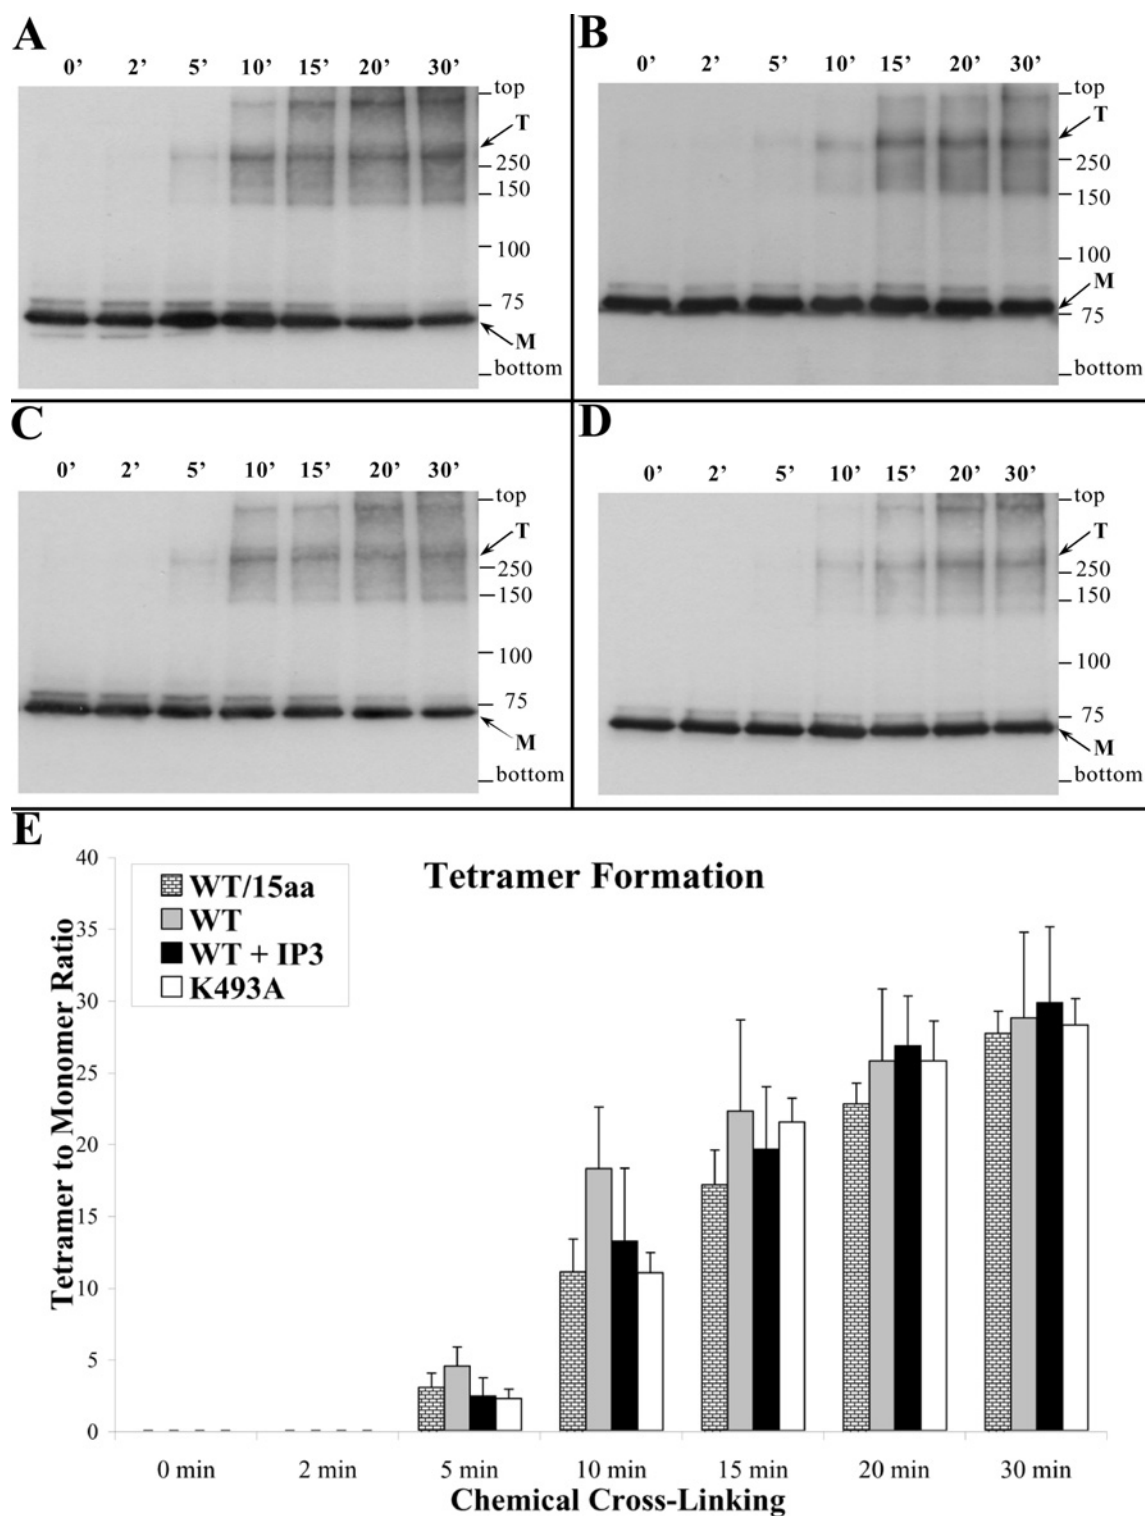 A
0’ 2’ 5’ 10’ 15’ 20’ 30’
top
T
250
150
100
75
M
bottom
B
0’ 2’ 5’ 10’ 15’ 20’ 30’
top
T
250
150
100
M
75
bottom
C
0’ 2’ 5’ 10’ 15’ 20’ 30’
top
T
250
150
100
75
M
bottom
D
0’ 2’ 5’ 10’ 15’ 20’ 30’
top
T
250
150
100
75
M
bottom
E
Tetramer Formation
WT/15aa
WT
WT + IP3
K493A
Tetramer to Monomer Ratio
40
35
30
25
20
15
10
5
0
0 min 2 min 5 min 10 min 15 min 20 min 30 min
Chemical Cross-Linking